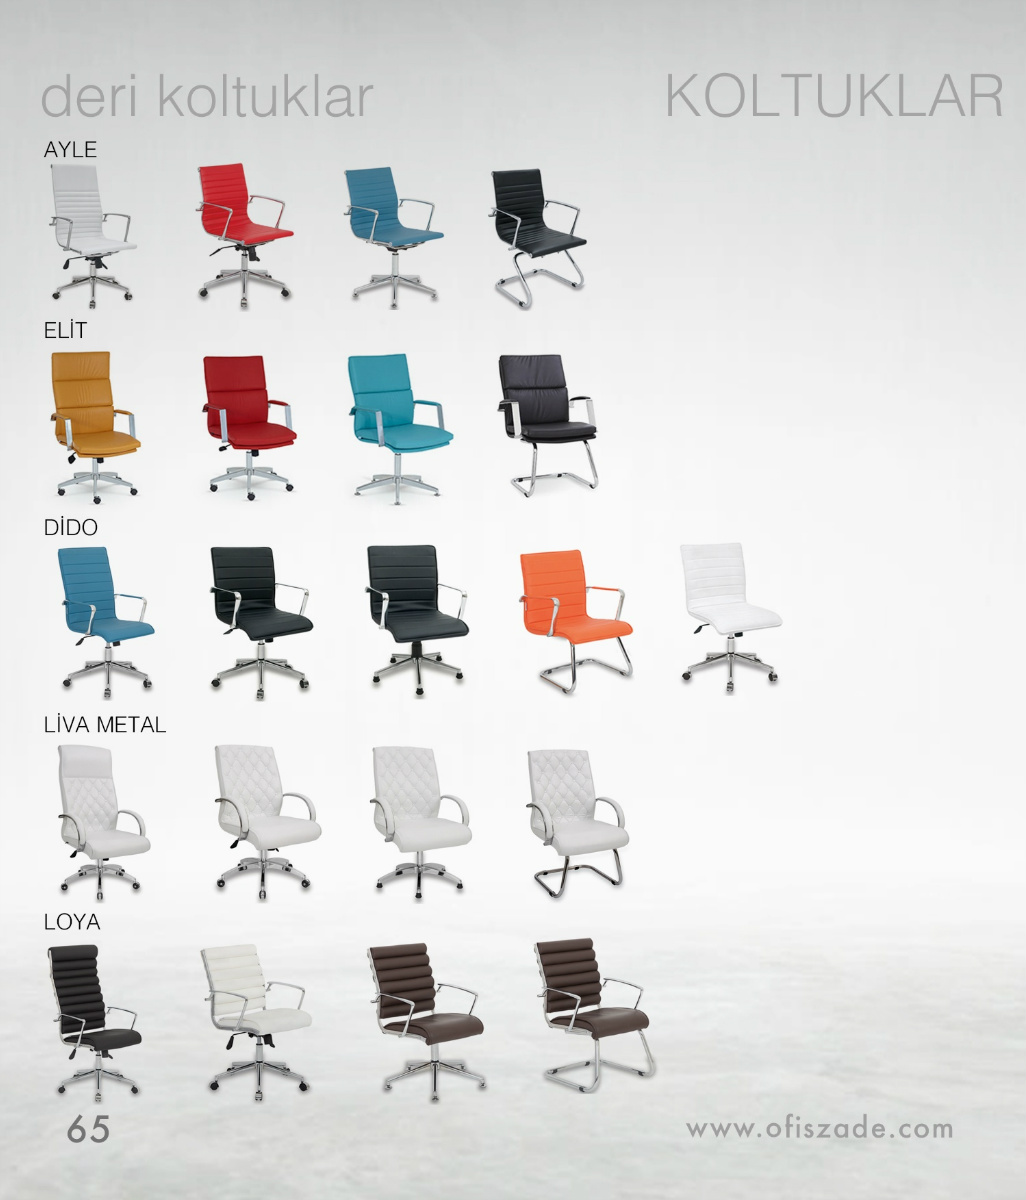 deri koltuklar
KOLTUKLAR
AYLE
ELİT
DİDO
LİVA METAL
LOYA
65
www.ofiszade.com